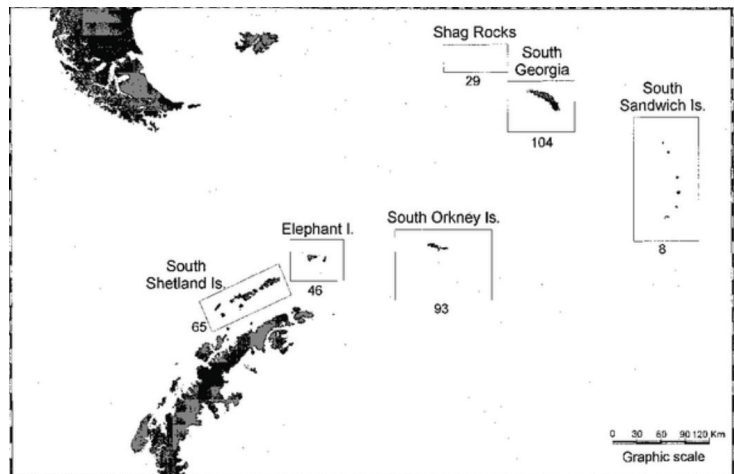 Shag Rocks
29
South
Georgia
104
South
Sandwich Is.
8
Elephant I.
46
South Orkney Is.
93
South
Shetland Is.
65
0 30 60 90 120 Km
Graphic scale